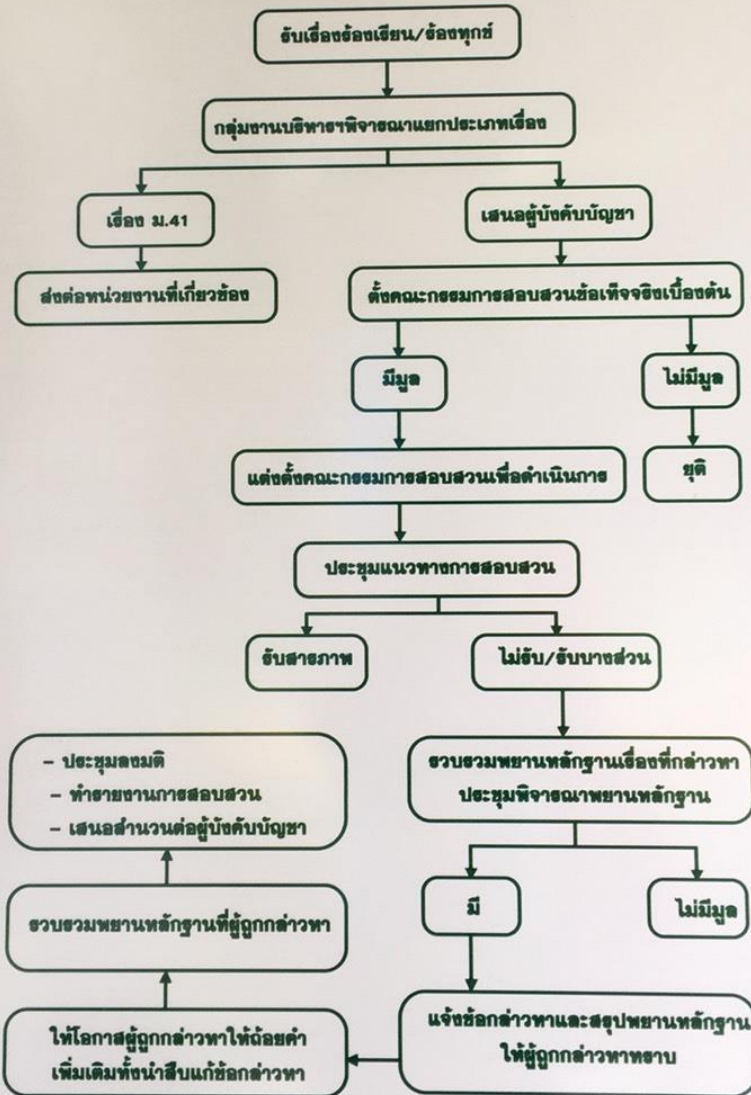 รับเรื่องร้องเรียน/ร้องทุกข์
กลุ่มงานบริหารฯพิจารณาแยกประเภทเรื่อง
เรื่อง ม.41
เสนอผู้บังคับบัญชา
ส่งต่อหน่วยงานที่เกี่ยวข้อง
ตั้งคณะกรรมการสอบสวนข้อเท็จจริงเบื้องต้น
มีมูล
ไม่มีมูล
แต่งตั้งคณะกรรมการสอบสวนเพื่อดำเนินการ
ยุติ
ประชุมแนวทางการสอบสวน
รับสารภาพ
ไม่รับ/รับบางส่วน
รวบรวมพยานหลักฐานเรื่องที่กล่าวหา
ประชุมพิจารณาพยานหลักฐาน
มี
ไม่มีมูล
แจ้งข้อกล่าวหาและสรุปพยานหลักฐาน
ให้ผู้ถูกกล่าวหาทราบ
ให้โอกาสผู้ถูกกล่าวหาให้ถ้อยคำ
เพิ่มเติมทั้งนำสืบแก้ข้อกล่าวหา
รวบรวมพยานหลักฐานที่ผู้ถูกกล่าวหา
– ประชุมลงมติ
– ทำรายงานการสอบสวน
– เสนอสำนวนต่อผู้บังคับบัญชา